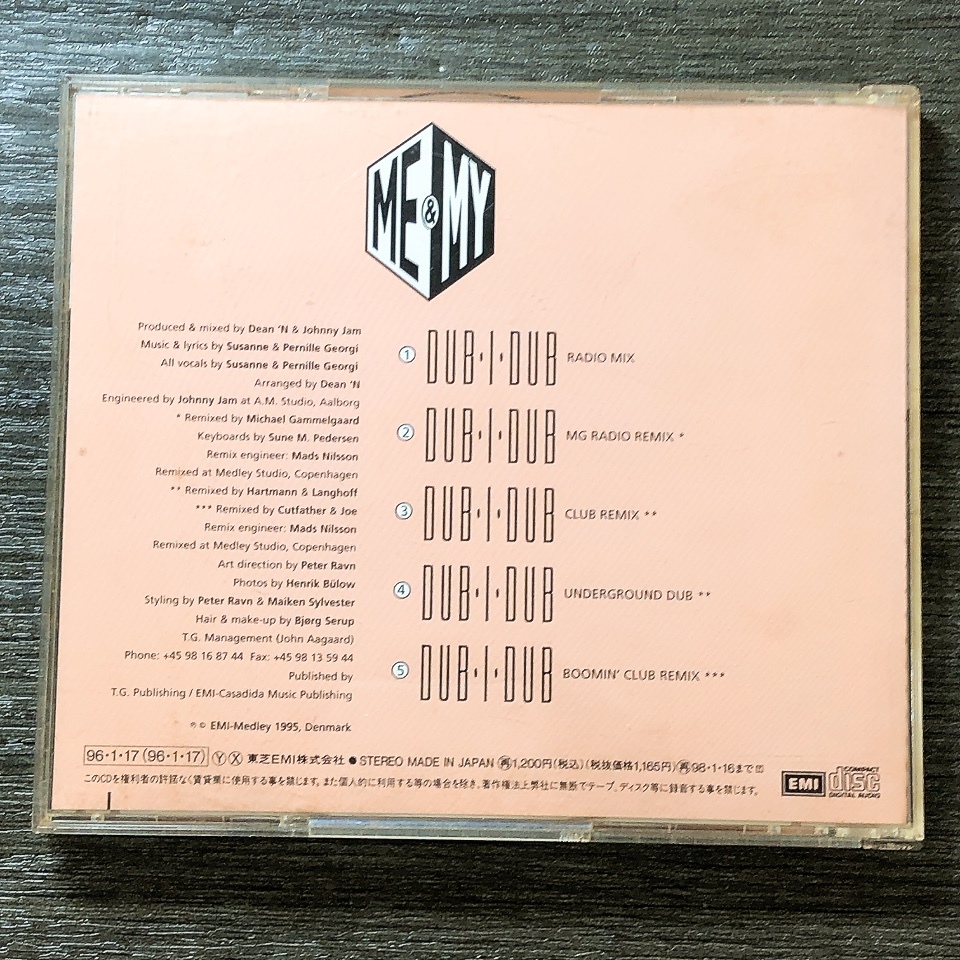 ME & MY
Produced & mixed by Dean 'N & Johnny Jam
Music & lyrics by Susanne & Pernille Georgi
All vocals by Susanne & Pernille Georgi
Arranged by Dean 'N
Engineered by Johnny Jam at A.M. Studio, Aalborg
* Remixed by Michael Gammelgaard
Keyboards by Sune M. Pedersen
Remix engineer: Mads Nilsson
Remixed at Medley Studio, Copenhagen
** Remixed by Hartmann & Langhoff
*** Remixed by Cutfather & Joe
Remix engineer: Mads Nilsson
Remixed at Medley Studio, Copenhagen
Art direction by Peter Ravn
Photos by Henrik Bülow
Styling by Peter Ravn & Maiken Sylvester
Hair & make-up by Bjørg Serup
T.G. Management (John Aagaard)
Phone: +45 98 16 87 44 Fax: +45 98 13 59 44
Published by
T.G. Publishing / EMI-Casadida Music Publishing
℗ © EMI-Medley 1995, Denmark
① DUB·I·DUB RADIO MIX
② DUB·I·DUB MG RADIO REMIX *
③ DUB·I·DUB CLUB REMIX **
④ DUB·I·DUB UNDERGROUND DUB **
⑤ DUB·I·DUB BOOMIN' CLUB REMIX ***
96·1·17 (96·1·17) Ⓨ Ⓧ 東芝EMI株式会社 ● STEREO MADE IN JAPAN ㊢1,200円(税込)(税抜価格1,165円)㊢98·1·16まで
このCDを権利者の許諾なく賃貸業に使用する事を禁じます。また個人的に利用する等の場合を除き、著作権法上弊社に無断でテープ、ディスク等に録音する事を禁じます。
EMI COMPACT disc DIGITAL AUDIO